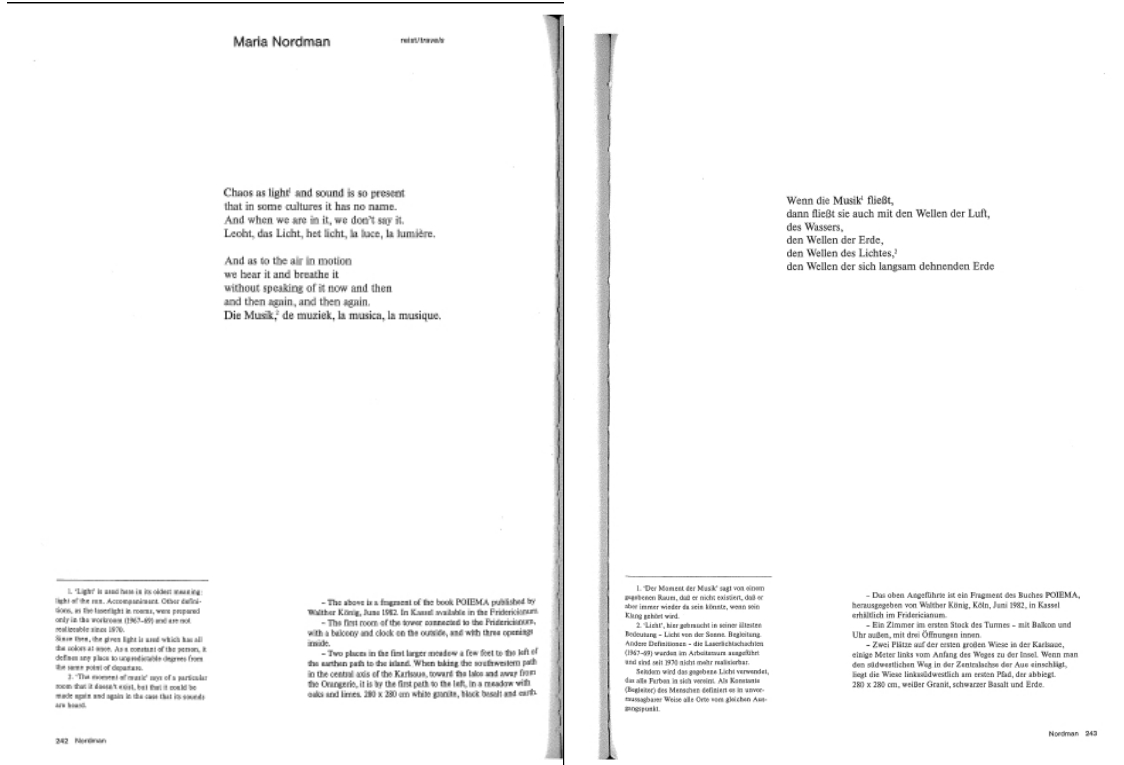 Maria Nordman
reist/travels
Chaos as light¹ and sound is so present
that in some cultures it has no name.
And when we are in it, we don't say it.
Leoht, das Licht, het licht, la luce, la lumière.
And as to the air in motion
we hear it and breathe it
without speaking of it now and then
and then again, and then again.
Die Musik,² de muziek, la musica, la musique.
1. 'Light' is used here in its oldest meaning:
light of the sun. Accompaniment. Other defini-
tions, as the laserlight in rooms, were prepared
only in the workroom (1967–69) and are not
realizable since 1970.
Since then, the given light is used which has all
the colors at once. As a constant of the person, it
defines any place to unpredictable degrees from
the same point of departure.
2. 'The moment of music' says of a particular
room that it doesn't exist, but that it could be
made again and again in the case that its sounds
are heard.
– The above is a fragment of the book POIEMA published by
Walther König, June 1982. In Kassel available in the Fridericianum.
– The first room of the tower connected to the Fridericianum,
with a balcony and clock on the outside, and with three openings
inside.
– Two places in the first larger meadow a few feet to the left of
the earthen path to the island. When taking the southwestern path
in the central axis of the Karlsaue, toward the lake and away from
the Orangerie, it is by the first path to the left, in a meadow with
oaks and limes. 280 x 280 cm white granite, black basalt and earth.
242 Nordman
Wenn die Musik¹ fließt,
dann fließt sie auch mit den Wellen der Luft,
des Wassers,
den Wellen der Erde,
den Wellen des Lichtes,²
den Wellen der sich langsam dehnenden Erde
1. 'Der Moment der Musik' sagt von einem
gegebenen Raum, daß er nicht existiert, daß er
aber immer wieder da sein könnte, wenn sein
Klang gehört wird.
2. 'Licht', hier gebraucht in seiner ältesten
Bedeutung – Licht von der Sonne. Begleitung.
Andere Definitionen – die Laserlichtschachten
(1967–69) wurden im Arbeitsraum ausgeführt
und sind seit 1970 nicht mehr realisierbar.
Seitdem wird das gegebene Licht verwendet,
das alle Farben in sich vereint. Als Konstante
(Begleiter) des Menschen definiert es in unvor-
aussagbarer Weise alle Orte vom gleichen Aus-
gangspunkt.
– Das oben Angeführte ist ein Fragment des Buches POIEMA,
herausgegeben von Walther König, Köln, Juni 1982, in Kassel
erhältlich im Fridericianum.
– Ein Zimmer im ersten Stock des Turmes – mit Balkon und
Uhr außen, mit drei Öffnungen innen.
– Zwei Plätze auf der ersten großen Wiese in der Karlsaue,
einige Meter links vom Anfang des Weges zu der Insel. Wenn man
den südwestlichen Weg in der Zentralachse der Aue einschlägt,
liegt die Wiese linkssüdwestlich am ersten Pfad, der abbiegt.
280 x 280 cm, weißer Granit, schwarzer Basalt und Erde.
Nordman 243